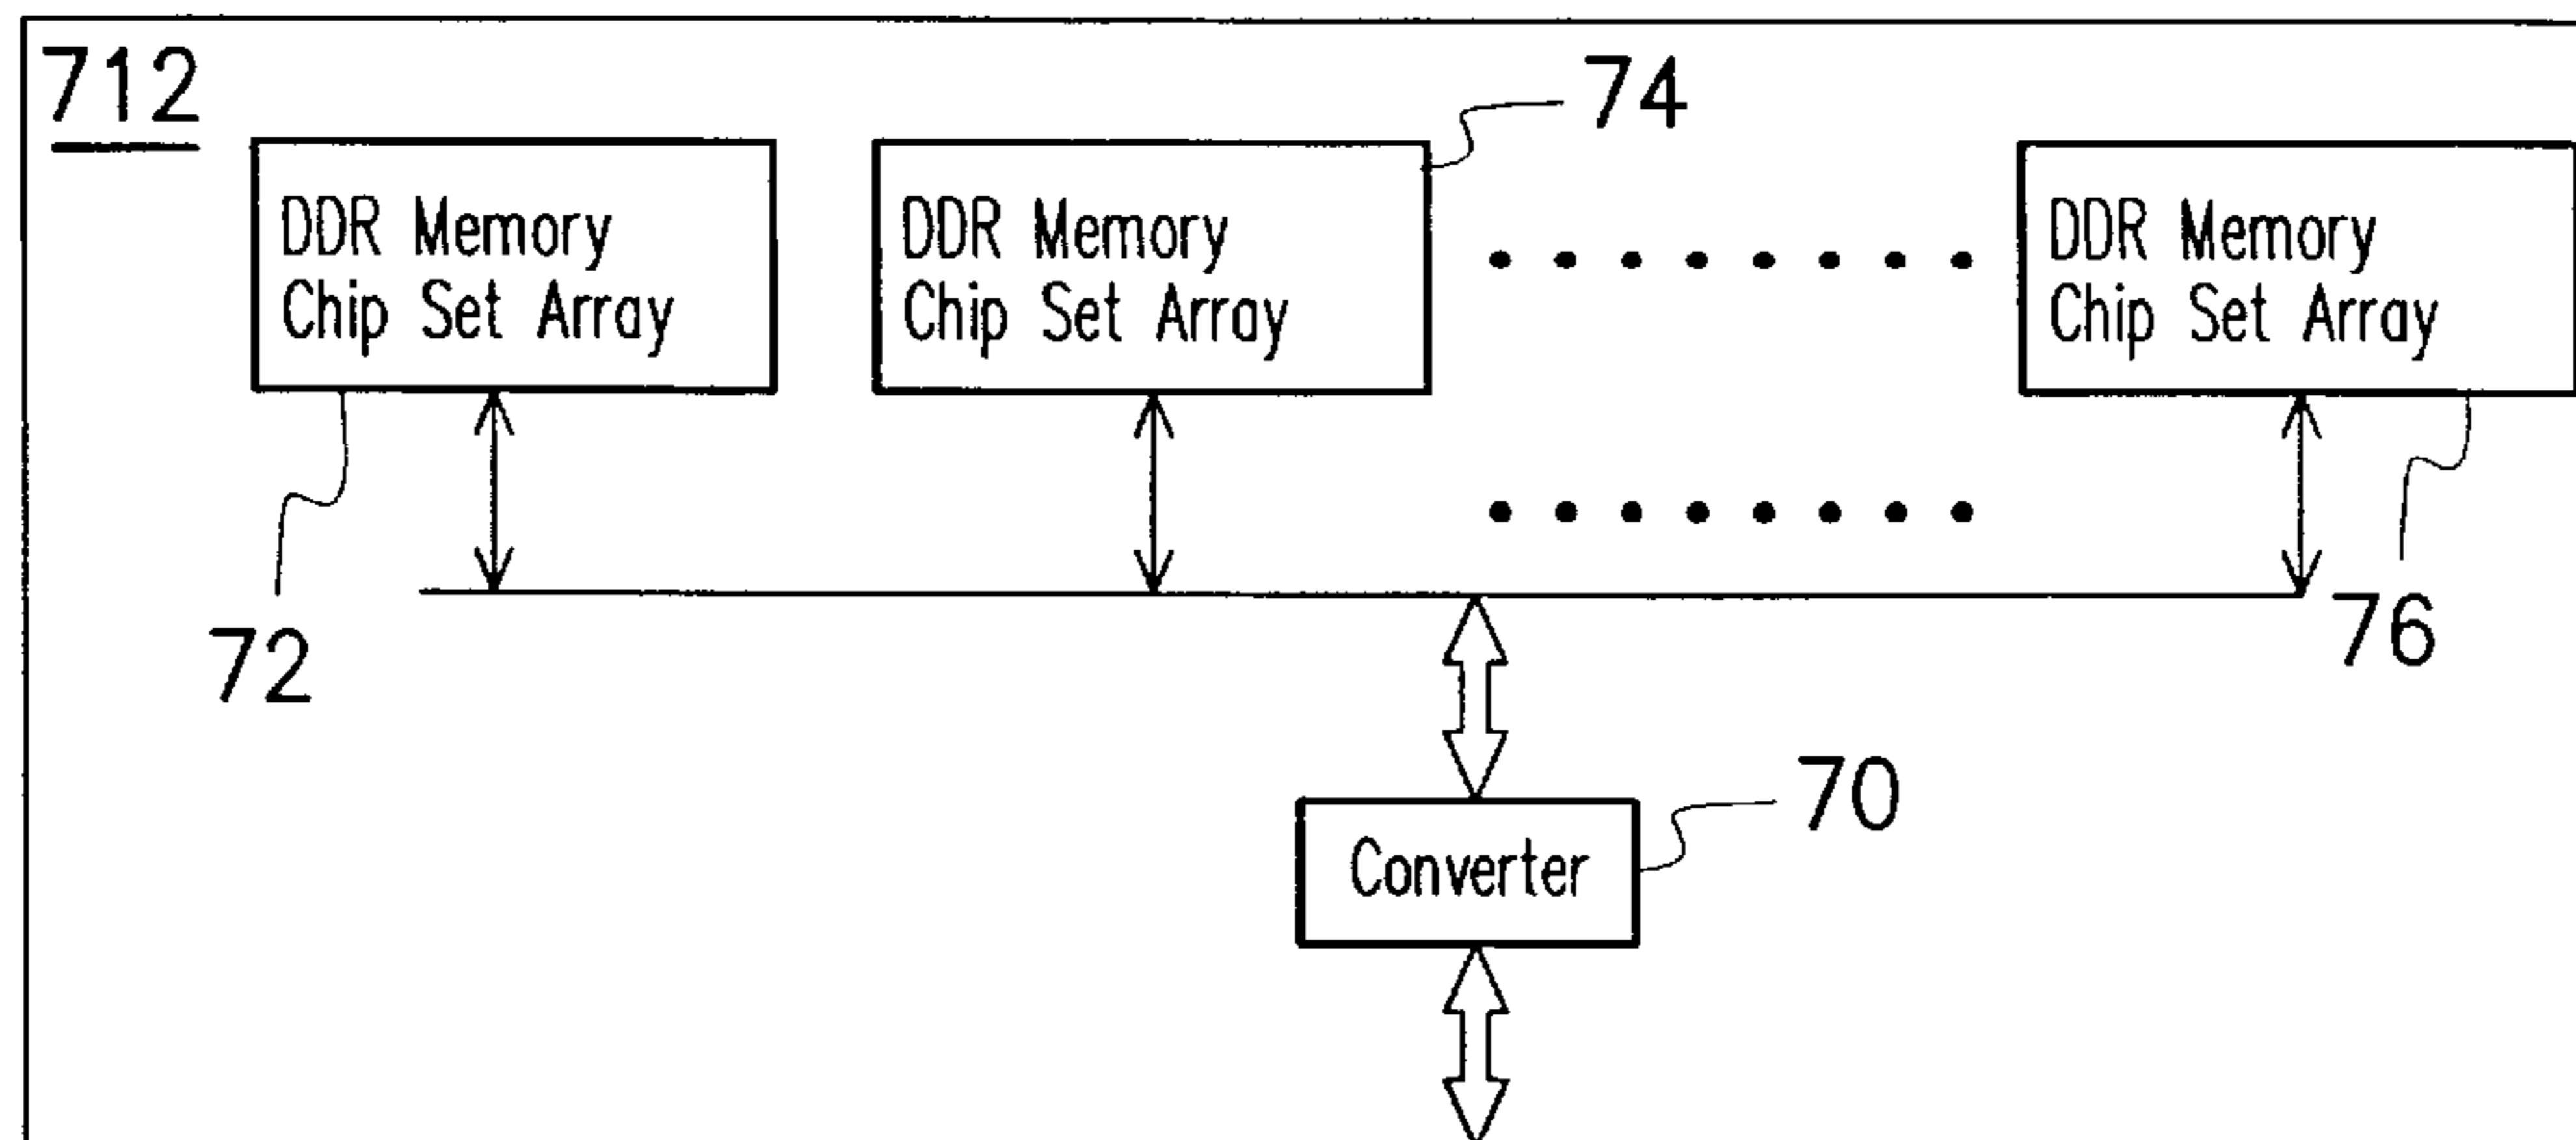 712
74
DDR Memory
Chip Set Array
DDR Memory
Chip Set Array
DDR Memory
Chip Set Array
72
76
70
Converter